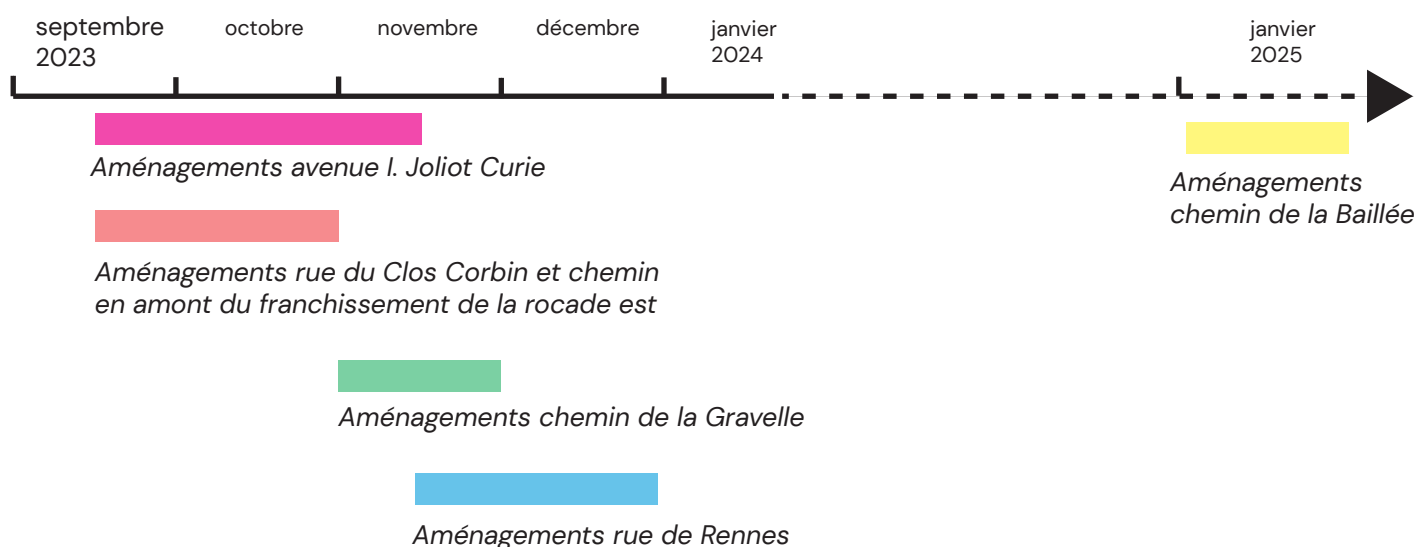 septembre
2023
octobre
novembre
décembre
janvier
2024
janvier
2025
Aménagements avenue I. Joliot Curie
Aménagements
chemin de la Baillée
Aménagements rue du Clos Corbin et chemin
en amont du franchissement de la rocade est
Aménagements chemin de la Gravelle
Aménagements rue de Rennes